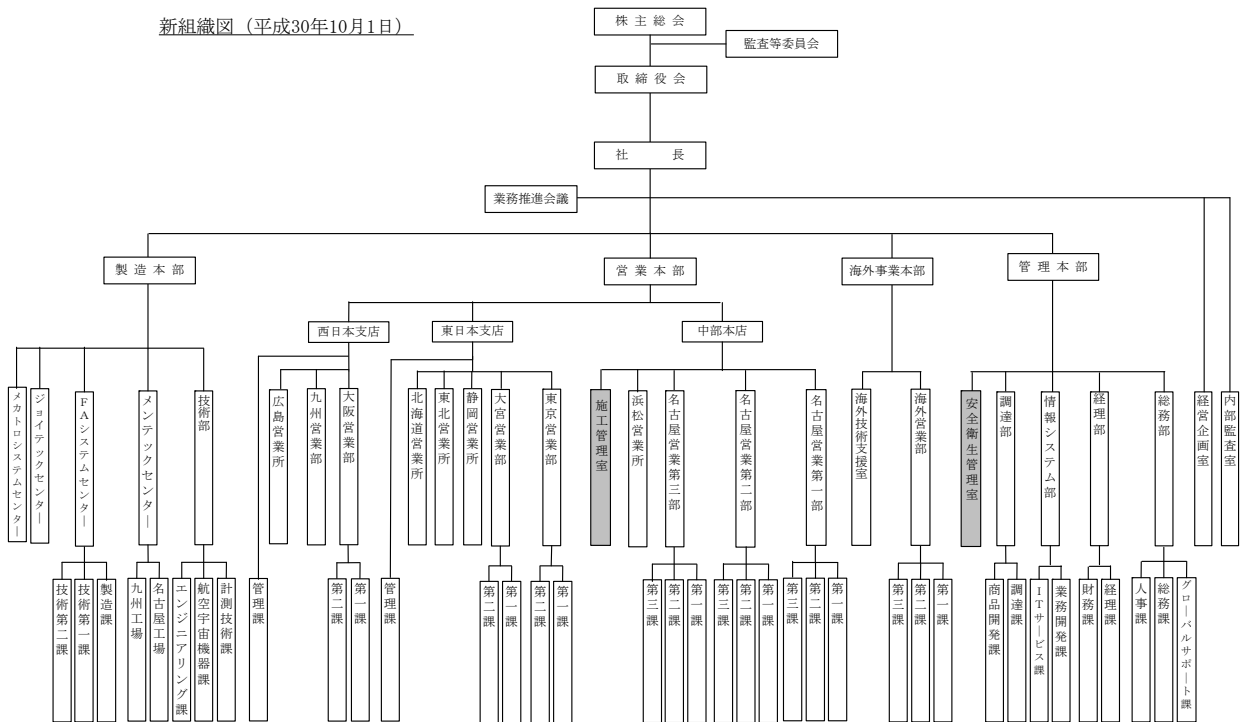 新組織図（平成30年10月1日）
株主総会
監査等委員会
取締役会
社　　長
業務推進会議
製造本部
営業本部
海外事業本部
管理本部
西日本支店
東日本支店
中部本店
メカトロシステムセンター
ジョイテックセンター
FAシステムセンター
メンテックセンター
技術部
広島営業所
九州営業部
大阪営業部
北海道営業所
東北営業所
静岡営業所
大宮営業部
東京営業部
施工管理室
浜松営業所
名古屋営業第三部
名古屋営業第二部
名古屋営業第一部
海外技術支援室
海外営業部
安全衛生管理室
調達部
情報システム部
経理部
総務部
経営企画室
内部監査室
技術第二課
技術第一課
製造課
九州工場
名古屋工場
エンジニアリング課
航空宇宙機器課
計測技術課
管理課
第二課
第一課
管理課
第二課
第一課
第二課
第一課
第三課
第二課
第一課
第三課
第二課
第一課
第三課
第二課
第一課
第三課
第二課
第一課
商品開発課
調達課
ITサービス課
業務開発課
財務課
経理課
人事課
総務課
グローバルサポート課